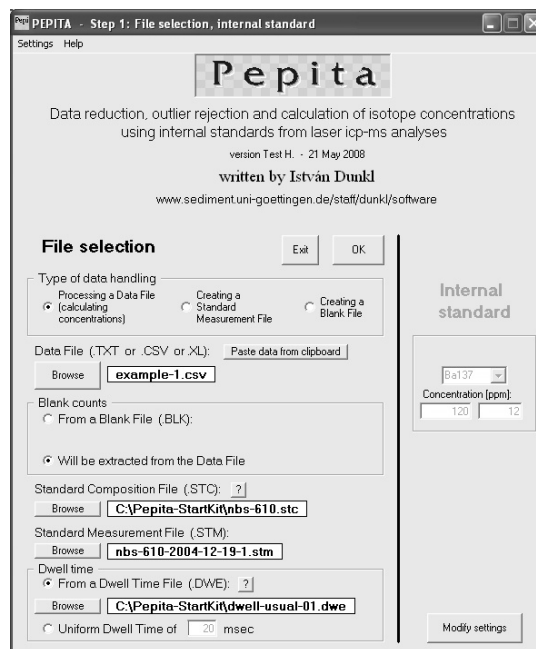 Pepi PEPITA - Step 1: File selection, internal standard
Settings Help
Pepita
Data reduction, outlier rejection and calculation of isotope concentrations
using internal standards from laser icp-ms analyses
version Test H. - 21 May 2008
written by István Dunkl
www.sediment.uni-goettingen.de/staff/dunkl/software
File selection
Exit
OK
Type of data handling
Processing a Data File
(calculating
concentrations)
Creating a
Standard
Measurement File
Creating a
Blank File
Data File (.TXT or .CSV or .XL):
Paste data from clipboard
Browse
example-1.csv
Blank counts
From a Blank File (.BLK):
Will be extracted from the Data File
Standard Composition File (.STC): ?
Browse
C:\Pepita-StartKit\nbs-610.stc
Standard Measurement File (.STM):
Browse
nbs-610-2004-12-19-1.stm
Dwell time
From a Dwell Time File (.DWE): ?
Browse
C:\Pepita-StartKit\dwell-usual-01.dwe
Uniform Dwell Time of 20 msec
Internal
standard
Ba137
Concentration [ppm]:
120 12
Modify settings